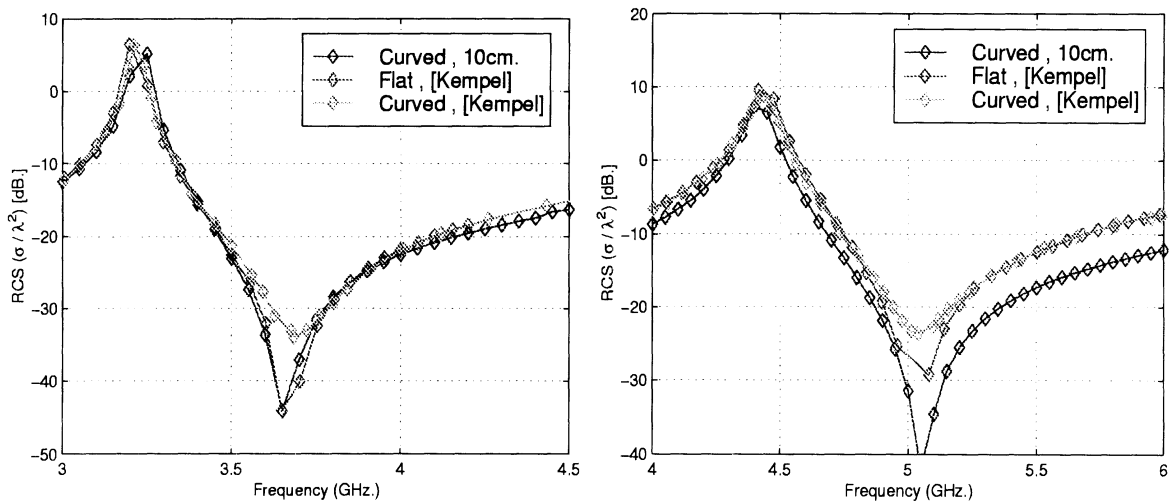 10
0
−10
−20
−30
−40
−50
RCS (σ / λ²) [dB.]
3
3.5
4
4.5
Frequency (GHz.)
Curved , 10cm.
Flat , [Kempel]
Curved , [Kempel]
20
10
0
−10
−20
−30
−40
RCS (σ / λ²) [dB.]
4
4.5
5
5.5
6
Frequency (GHz.)
Curved , 10cm.
Flat , [Kempel]
Curved , [Kempel]